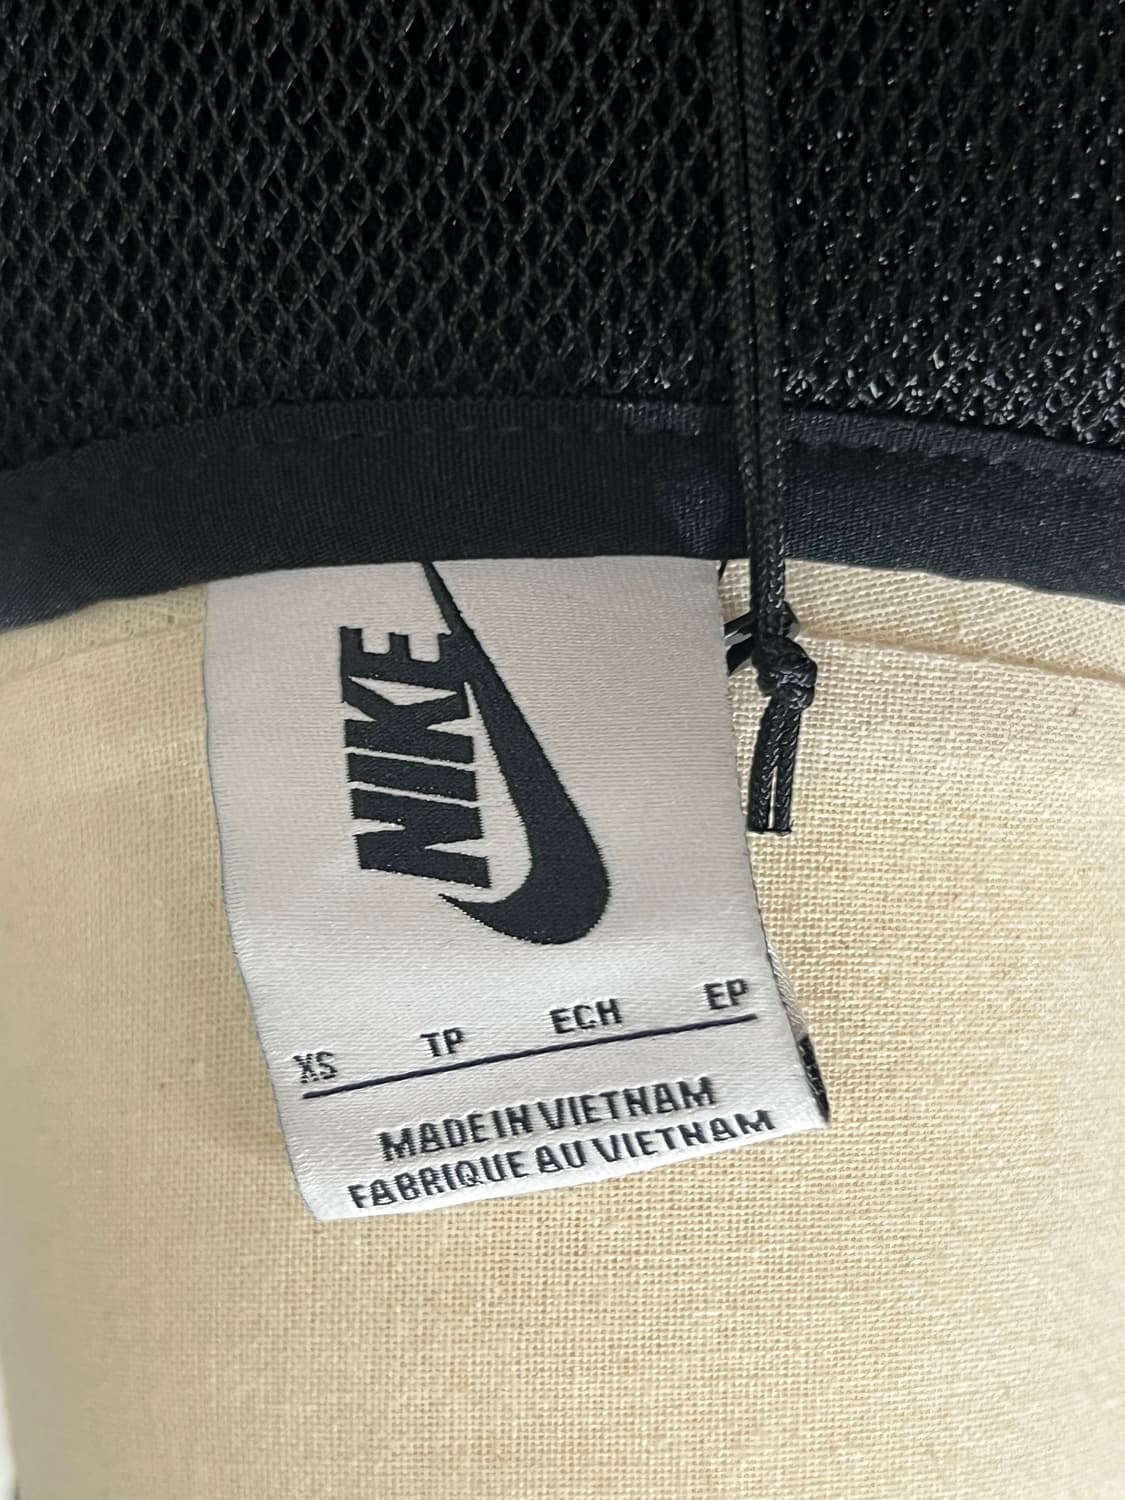 NIKE
XS TP ECH EP
MADE IN VIETNAM
FABRIQUE AU VIETNAM